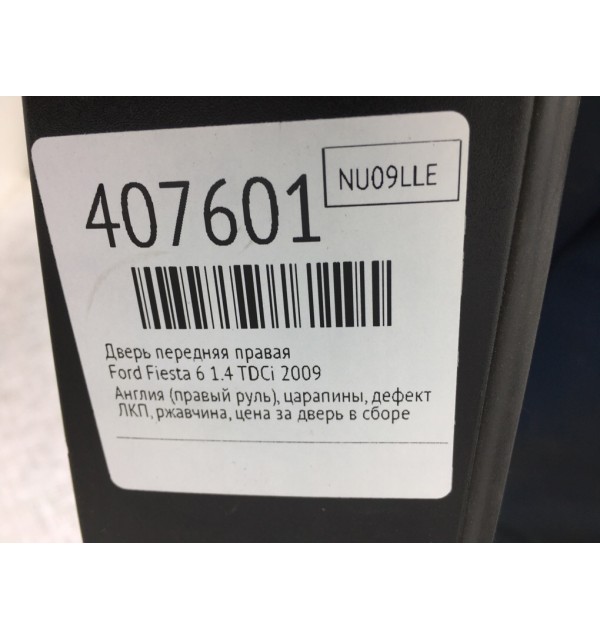 NU09LLE
407601
Дверь передняя правая
Ford Fiesta 6 1.4 TDCi 2009
Англия (правый руль), царапины, дефект
ЛКП, ржавчина, цена за дверь в сборе